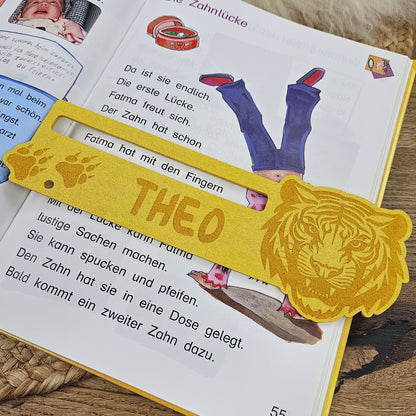 Die Zahnlücke
Da ist sie endlich.
Die erste Lücke.
Fatma freut sich.
Der Zahn hat schon
Fatma hat mit den Fingern
THEO
Mit der Lücke kann Fatma
lustige Sachen machen.
Sie kann spucken und pfeifen.
Den Zahn hat sie in eine Dose gelegt.
Bald kommt ein zweiter Zahn dazu.
55